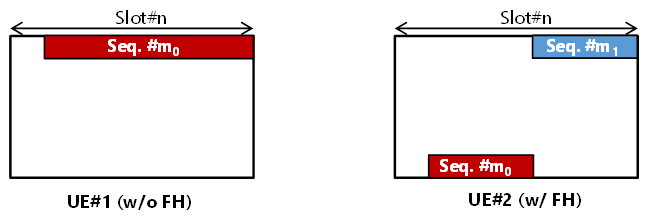 Slot#n
Seq. #m₀
UE#1 (w/o FH)
Slot#n
Seq. #m₁
Seq. #m₀
UE#2 (w/ FH)